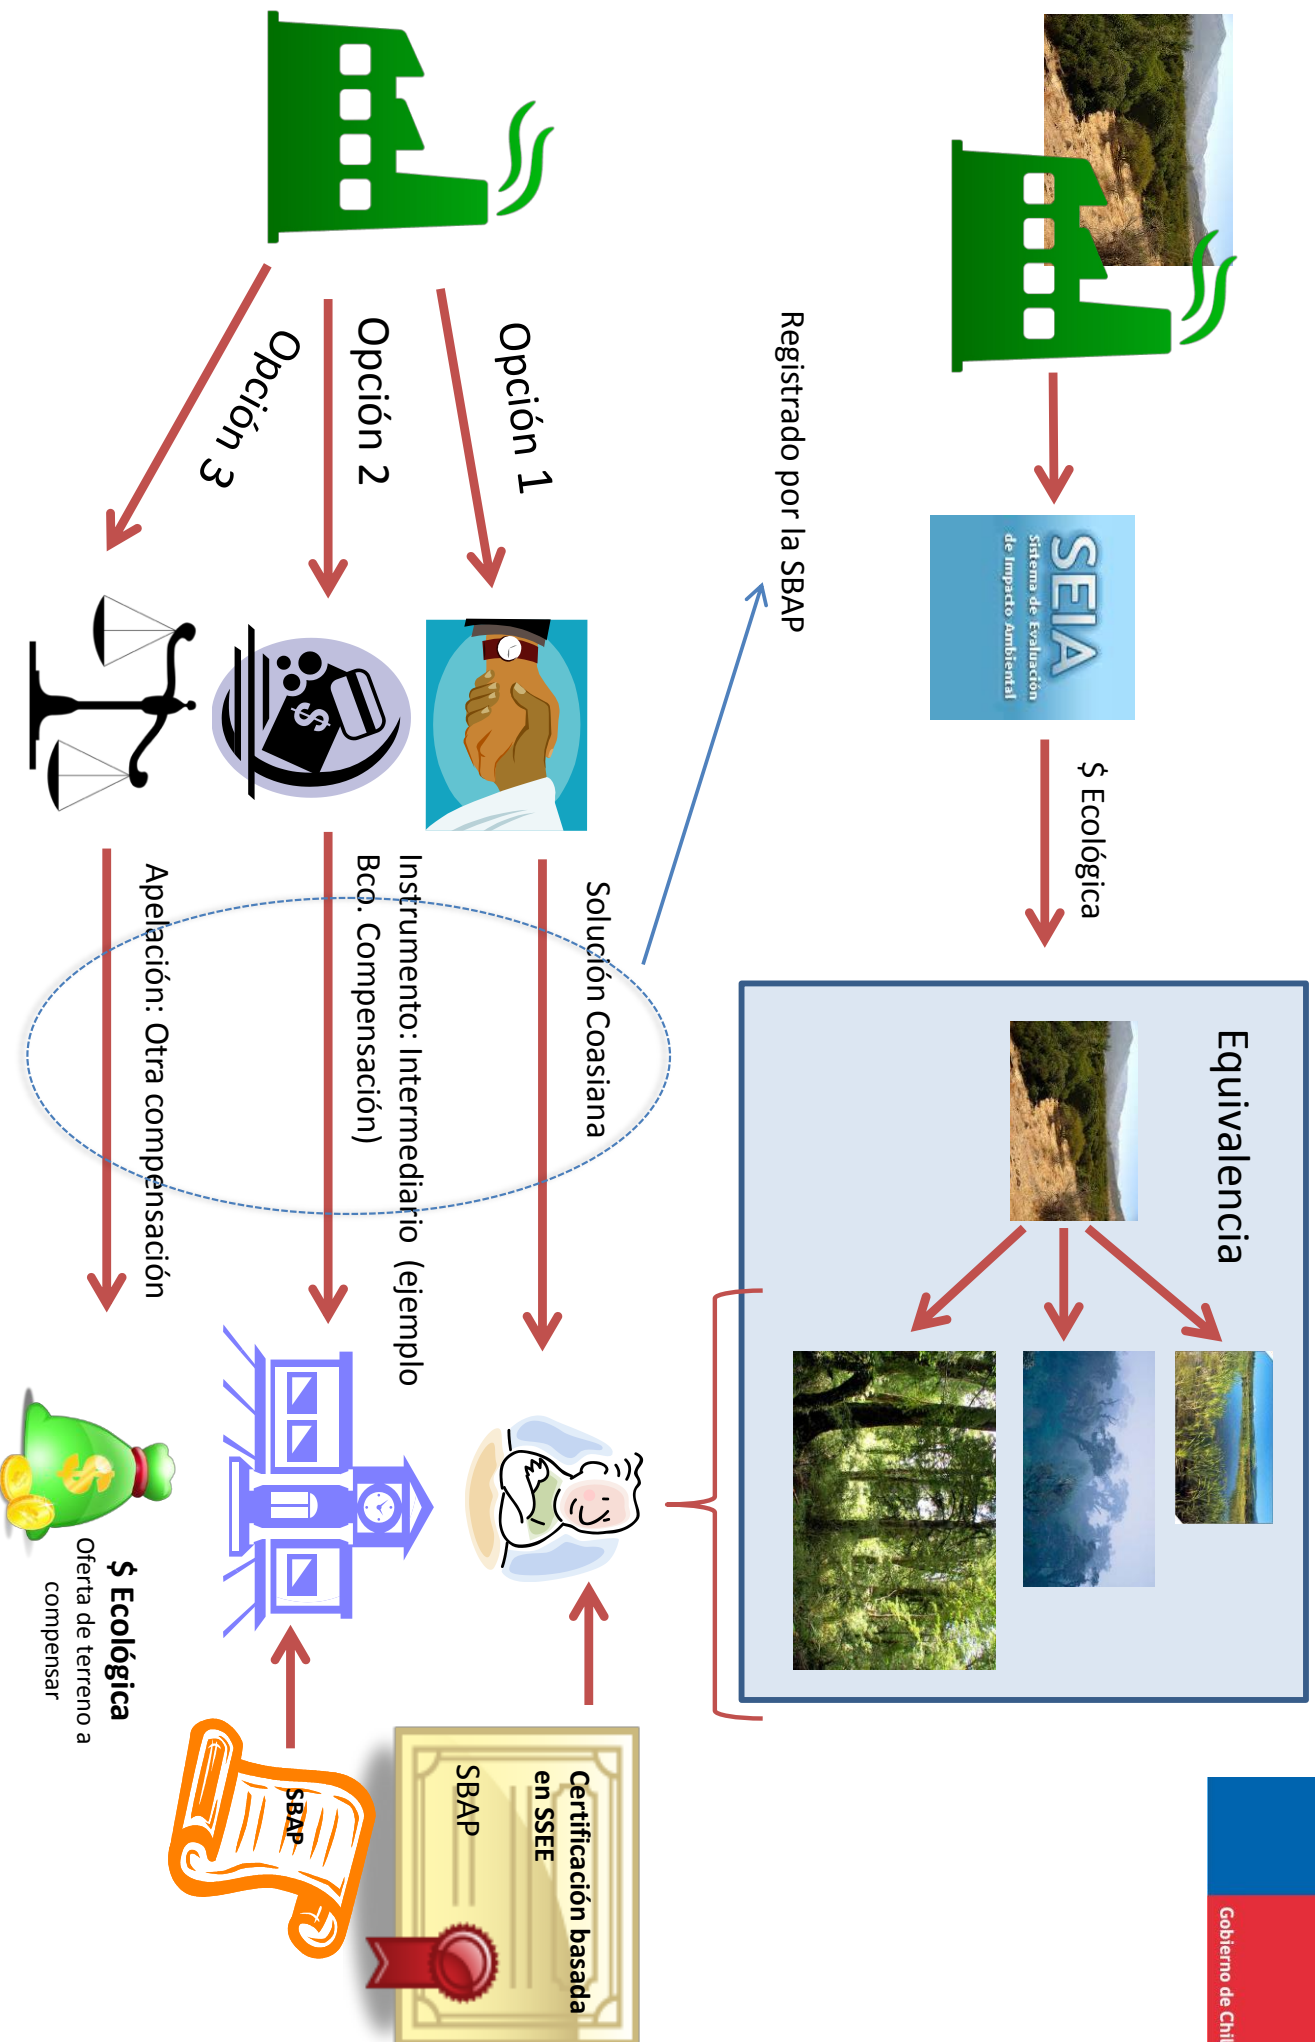 Gobierno de Chil
SEIA
Sistema de Evaluación
de Impacto Ambiental
$ Ecológica
Equivalencia
Registrado por la SBAP
Opción 1
Solución Coasiana
Opción 2
Instrumento: Intermediario (ejemplo
Bco. Compensación)
Opción 3
Apelación: Otra compensación
$ Ecológica
Oferta de terreno a
compensar
Certificación basada
en SSEE
SBAP
SBAP